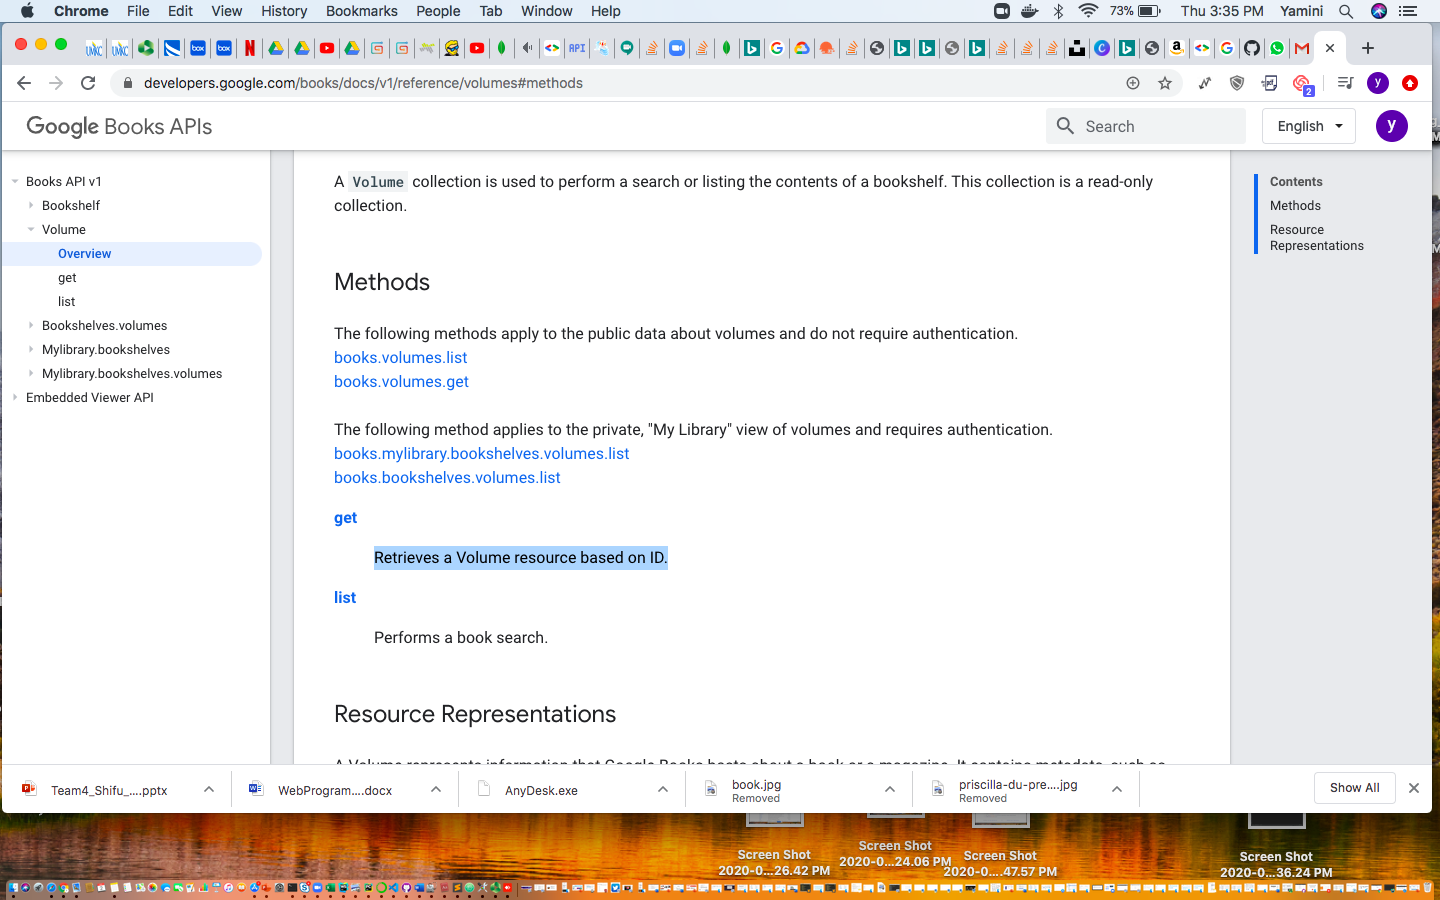 Chrome File Edit View History Bookmarks People Tab Window Help 73% Thu 3:35 PM Yamini
developers.google.com/books/docs/v1/reference/volumes#methods
Google Books APIs Search English y
Books API v1
Bookshelf
Volume
Overview
get
list
Bookshelves.volumes
Mylibrary.bookshelves
Mylibrary.bookshelves.volumes
Embedded Viewer API
A Volume collection is used to perform a search or listing the contents of a bookshelf. This collection is a read-only
collection.
Methods
The following methods apply to the public data about volumes and do not require authentication.
books.volumes.list
books.volumes.get
The following method applies to the private, "My Library" view of volumes and requires authentication.
books.mylibrary.bookshelves.volumes.list
books.bookshelves.volumes.list
get
Retrieves a Volume resource based on ID.
list
Performs a book search.
Resource Representations
Contents
Methods
Resource
Representations
Team4_Shifu_....pptx
WebProgram....docx
AnyDesk.exe
book.jpg
Removed
priscilla-du-pre....jpg
Removed
Show All
Screen Shot
2020-0...26.42 PM
Screen Shot
2020-0...24.06 PM
Screen Shot
2020-0...47.57 PM
Screen Shot
2020-0...36.24 PM